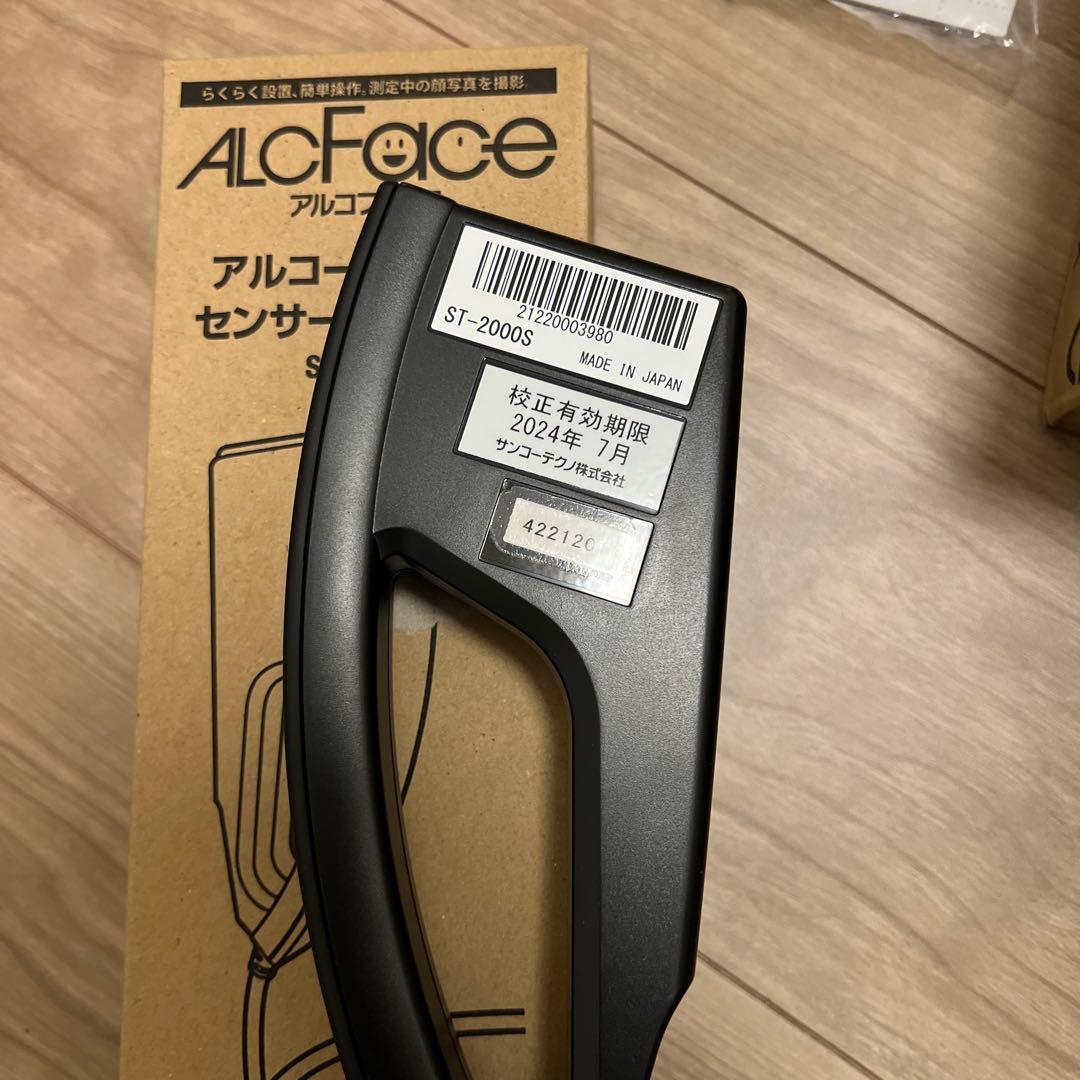 らくらく設置、簡単操作。測定中の顔写真を撮影。
ALCFace
アルコフ
アルコー
センサー
S
21220003980
ST-2000S
MADE IN JAPAN
校正有効期限
2024年 7月
サンコーテクノ株式会社
422120